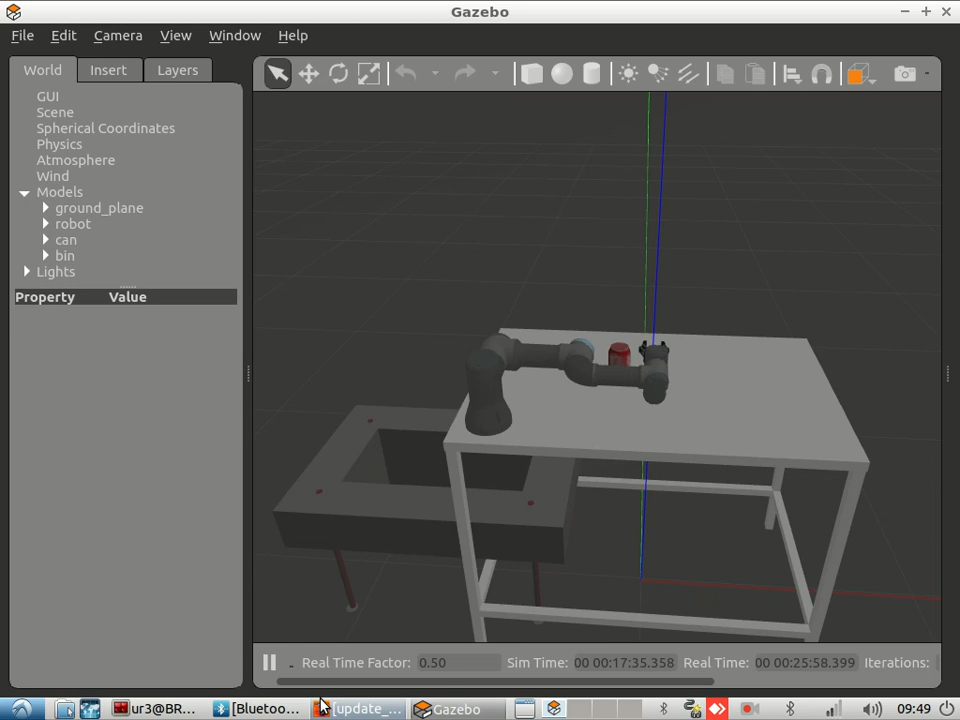 Gazebo
File Edit Camera View Window Help
World Insert Layers
GUI
Scene
Spherical Coordinates
Physics
Atmosphere
Wind
Models
ground_plane
robot
can
bin
Lights
Property Value
Real Time Factor: 0.50 Sim Time: 00 00:17:35.358 Real Time: 00 00:25:58.399 Iterations:
ur3@BR... [Bluetoo... [update_... Gazebo 09:49